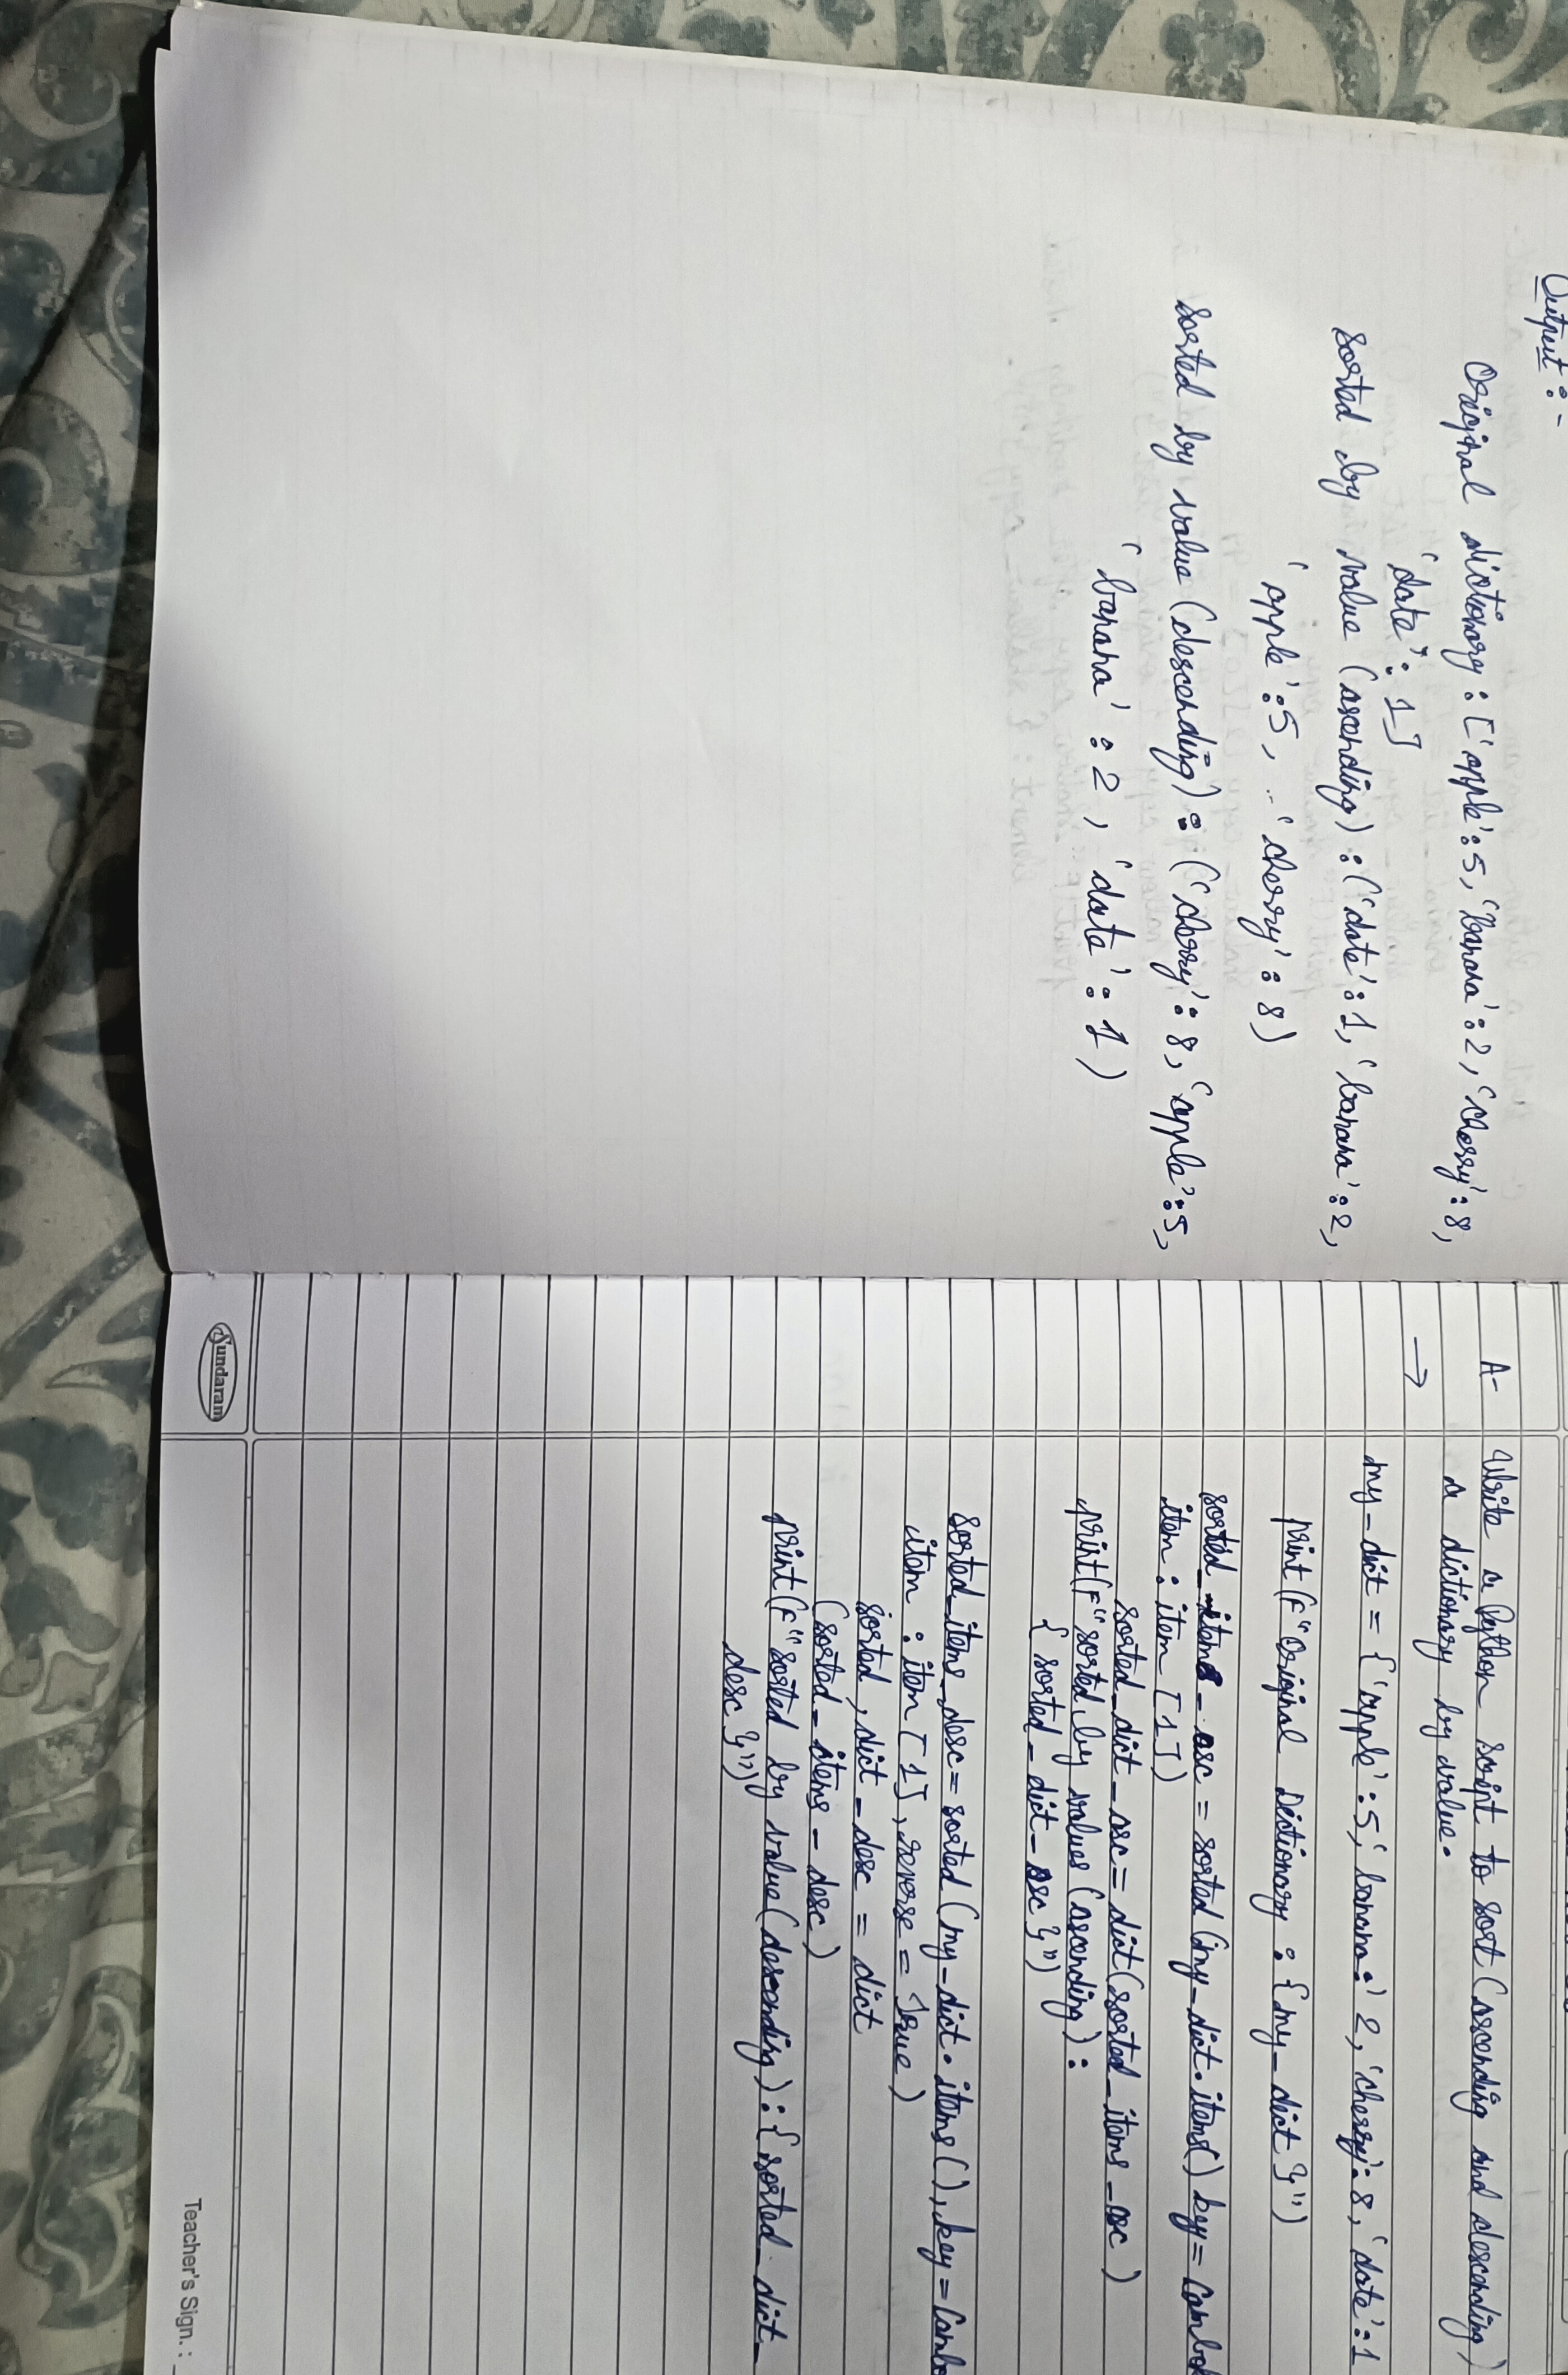 Output :-
Original dictionary : ['apple':5, 'Banana':2, 'cherry':8,
'date': 1]
Sorted by value (ascending) : ('date':1, 'banana':2,
'apple':5, 'cherry': 8)
Sorted by value (descending) : ('cherry': 8, 'apple':5,
'banana' : 2 , 'date': 1)
A- Write a Python script to sort (ascending and descending)
a dictionary by value.
→
my_dict = {'apple':5,' banana:' 2, 'cherry': 8, 'date':1
print(F"Original Dictionary : {my_dict}")
sorted_items_asc = sorted (my_dict.items() key=
item : item [1])
sorted_dict_asc = dict(sorted_items_asc)
print(F"sorted by values (ascending) :
{ sorted_dict_asc }")
sorted_items_desc = sorted (my_dict.items(), key =
item : item [1], reverse = True)
sorted , dict_desc = dict
(sorted_items_desc)
print(F"sorted by value(descending) : { sorted_dict_
desc }")
Sundaram
Teacher's Sign. :